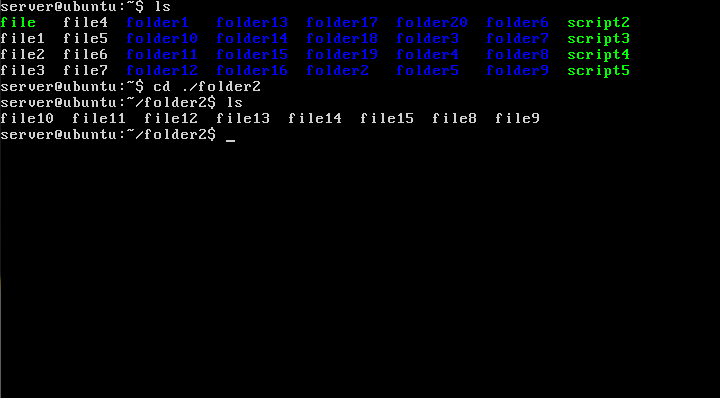 server@ubuntu:~$ ls
file   file4  folder1   folder13  folder17  folder20  folder6  script2
file1  file5  folder10  folder14  folder18  folder3   folder7  script3
file2  file6  folder11  folder15  folder19  folder4   folder8  script4
file3  file7  folder12  folder16  folder2   folder5   folder9  script5
server@ubuntu:~$ cd ./folder2
server@ubuntu:~/folder2$ ls
file10  file11  file12  file13  file14  file15  file8  file9
server@ubuntu:~/folder2$ _